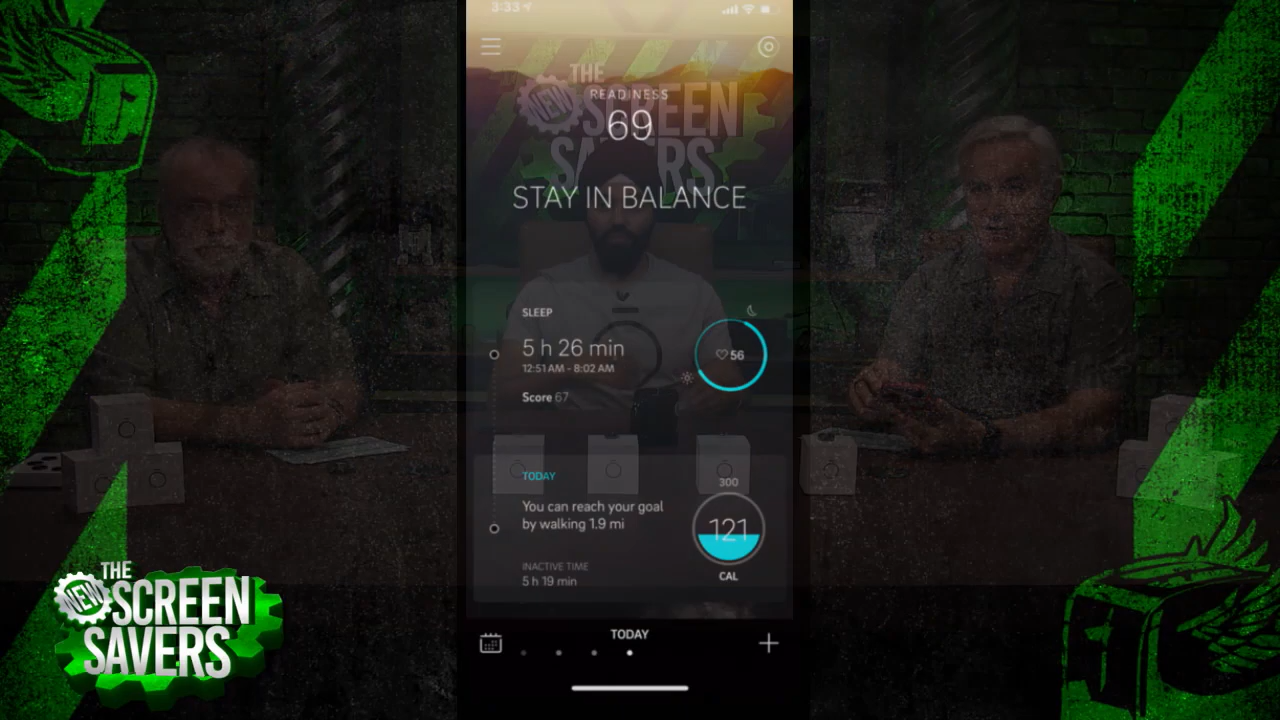 3:33
THE
NEW SCREEN
SAVERS
READINESS
69
STAY IN BALANCE
SLEEP
5 h 26 min
12:51 AM - 8:02 AM
Score 67
56
TODAY
You can reach your goal
by walking 1.9 mi
INACTIVE TIME
5 h 19 min
300
121
CAL
TODAY
THE
NEW SCREEN
SAVERS